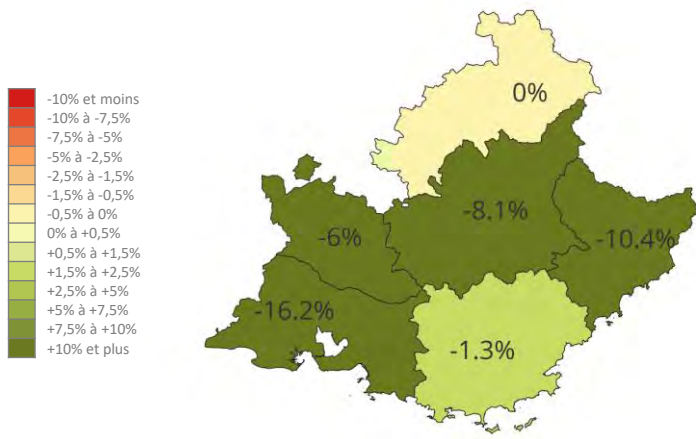 -10% et moins
-10% à -7,5%
-7,5% à -5%
-5% à -2,5%
-2,5% à -1,5%
-1,5% à -0,5%
-0,5% à 0%
0% à +0,5%
+0,5% à +1,5%
+1,5% à +2,5%
+2,5% à +5%
+5% à +7,5%
+7,5% à +10%
+10% et plus
0%
-8.1%
-6%
-10.4%
-16.2%
-1.3%